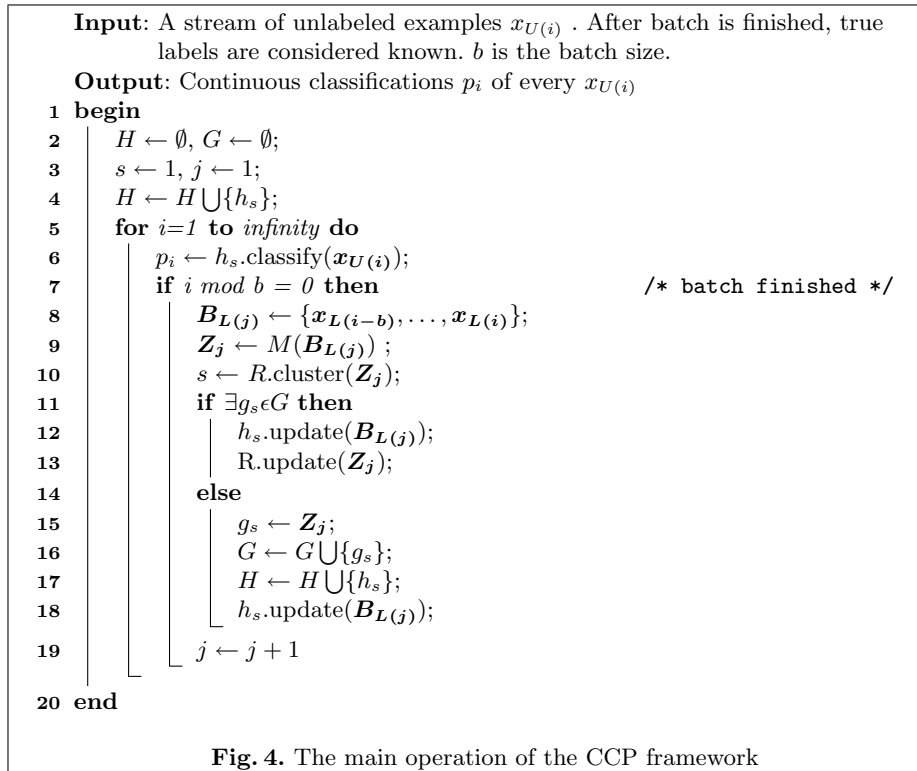 Input: A stream of unlabeled examples x_{U(i)} . After batch is finished, true
labels are considered known. b is the batch size.
Output: Continuous classifications p_i of every x_{U(i)}
1 begin
2 H ← ∅, G ← ∅;
3 s ← 1, j ← 1;
4 H ← H ⋃{h_s};
5 for i=1 to infinity do
6 p_i ← h_s.classify(x_{U(i)});
7 if i mod b = 0 then /* batch finished */
8 B_{L(j)} ← {x_{L(i−b)}, . . . , x_{L(i)}};
9 Z_j ← M(B_{L(j)}) ;
10 s ← R.cluster(Z_j);
11 if ∃g_s ϵ G then
12 h_s.update(B_{L(j)});
13 R.update(Z_j);
14 else
15 g_s ← Z_j;
16 G ← G ⋃{g_s};
17 H ← H ⋃{h_s};
18 h_s.update(B_{L(j)});
19 j ← j + 1
20 end
Fig. 4. The main operation of the CCP framework